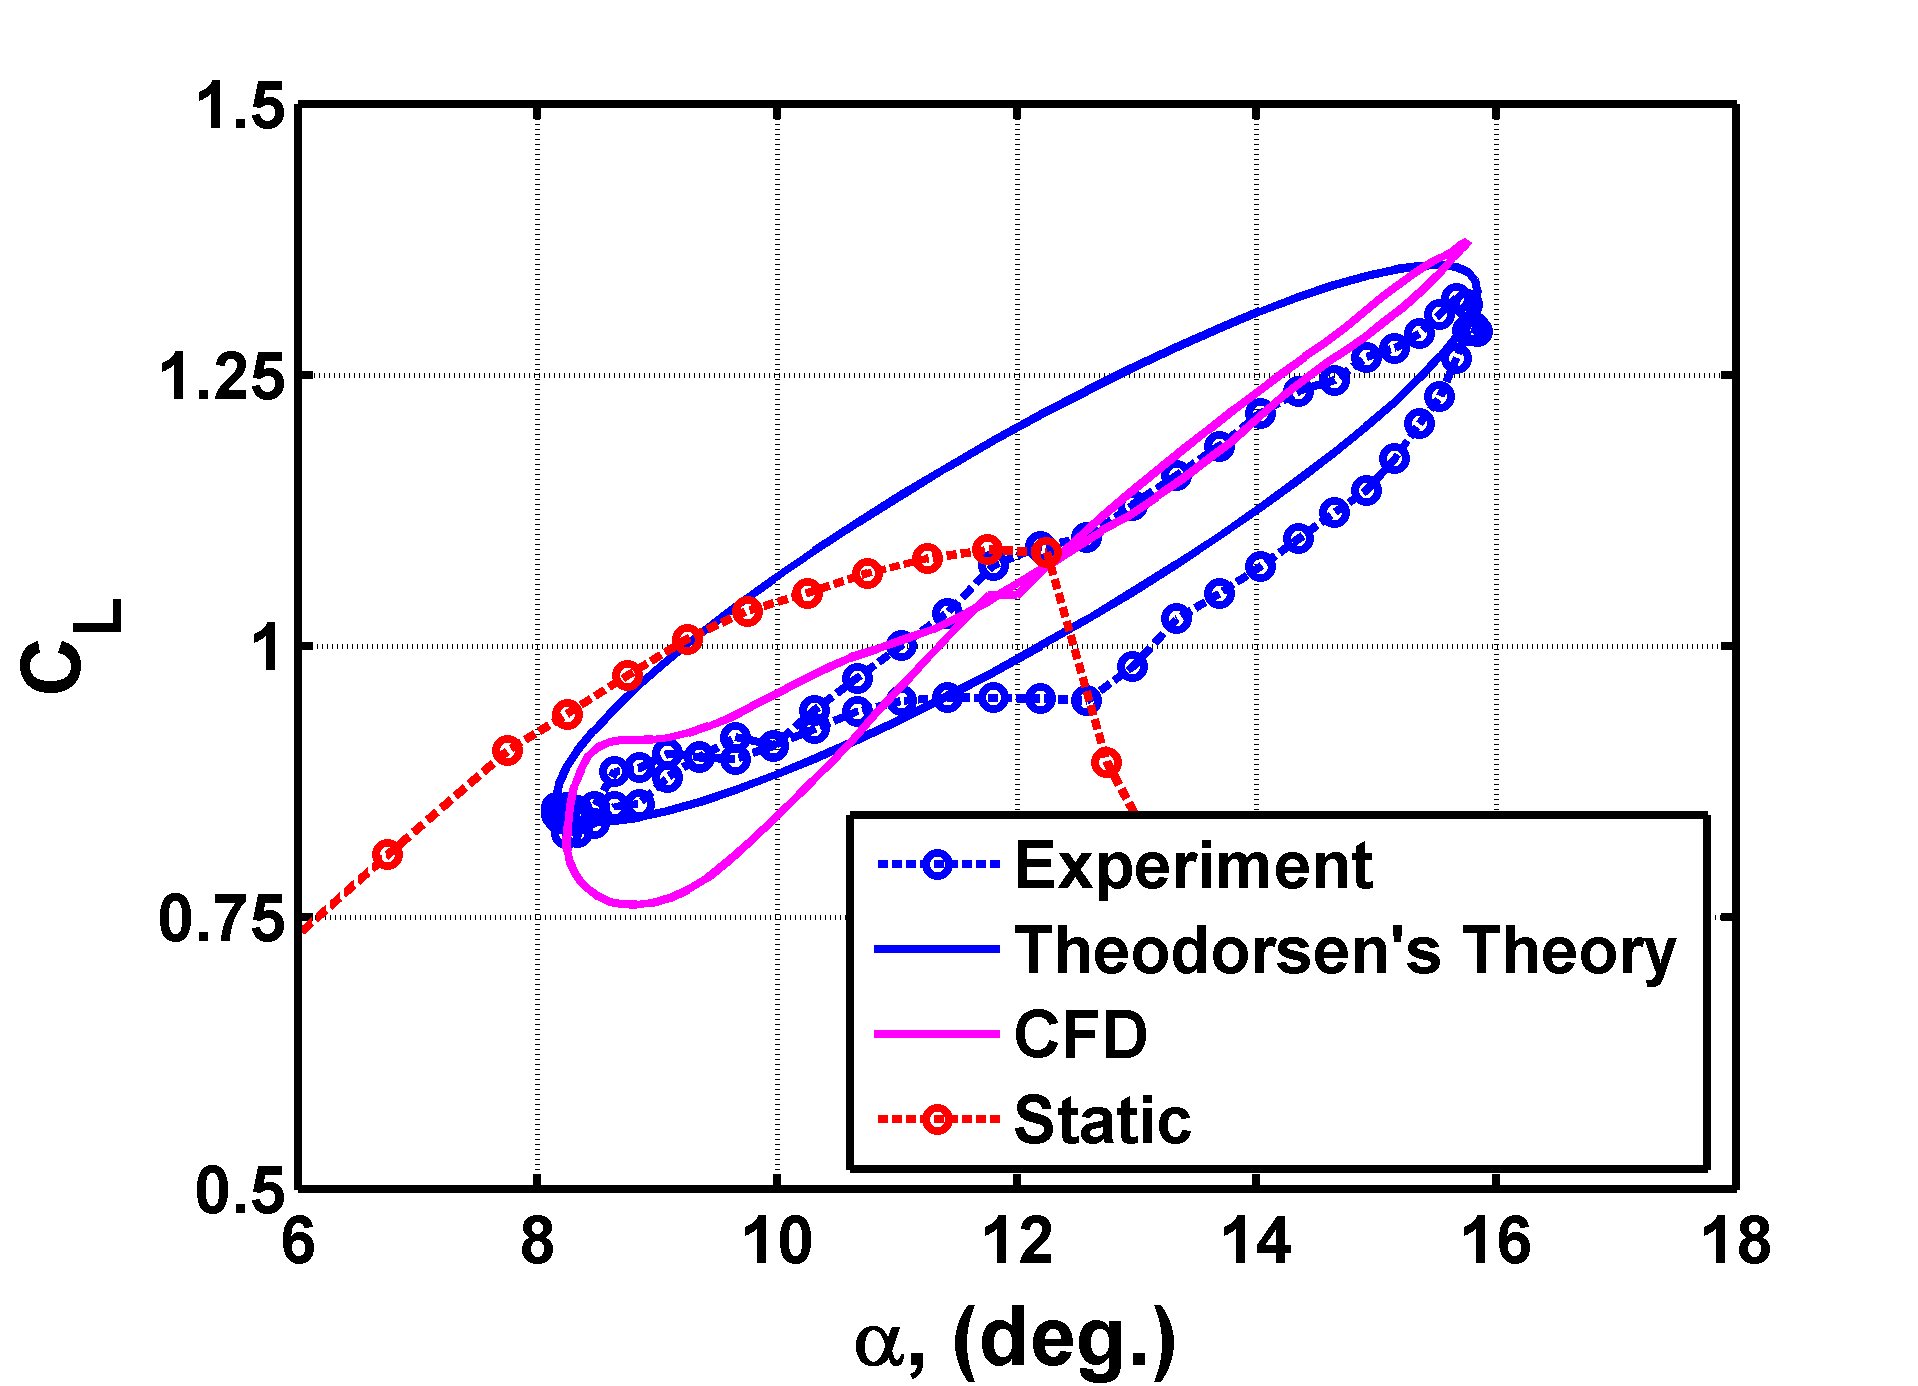 1.5
1.25
1
0.75
0.5
C_L
6 8 10 12 14 16 18
α, (deg.)
Experiment
Theodorsen's Theory
CFD
Static